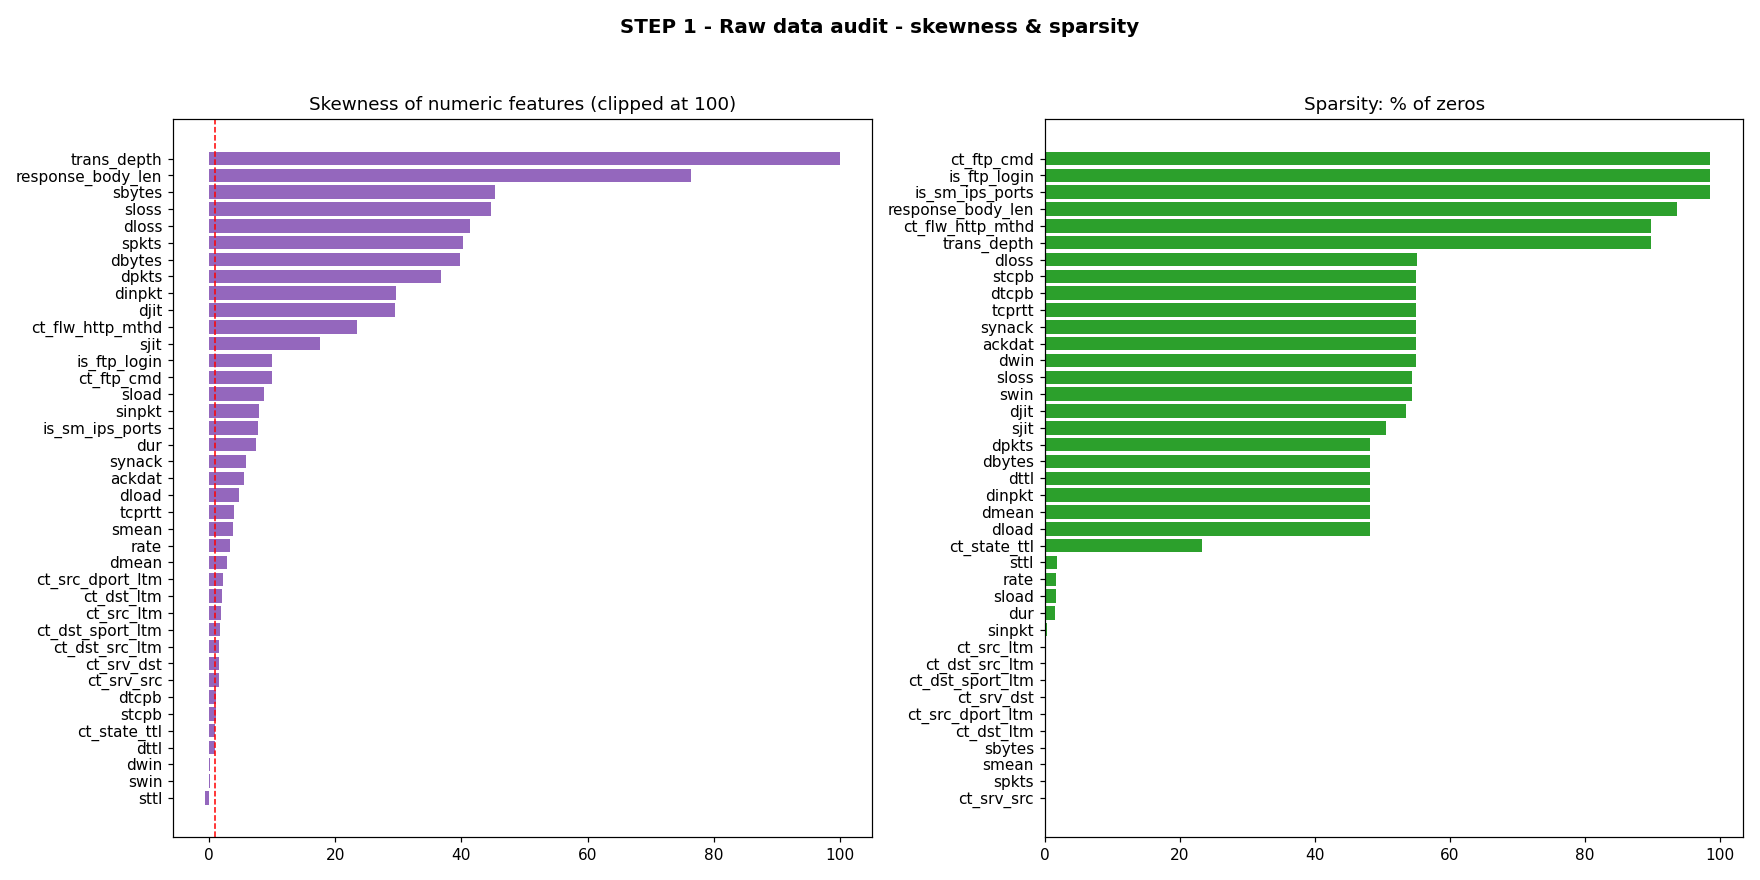 STEP 1 - Raw data audit - skewness & sparsity
Skewness of numeric features (clipped at 100)
trans_depth
response_body_len
sbytes
sloss
dloss
spkts
dbytes
dpkts
dinpkt
djit
ct_flw_http_mthd
sjit
is_ftp_login
ct_ftp_cmd
sload
sinpkt
is_sm_ips_ports
dur
synack
ackdat
dload
tcprtt
smean
rate
dmean
ct_src_dport_ltm
ct_dst_ltm
ct_src_ltm
ct_dst_sport_ltm
ct_dst_src_ltm
ct_srv_dst
ct_srv_src
dtcpb
stcpb
ct_state_ttl
dttl
dwin
swin
sttl
0 20 40 60 80 100
Sparsity: % of zeros
ct_ftp_cmd
is_ftp_login
is_sm_ips_ports
response_body_len
ct_flw_http_mthd
trans_depth
dloss
stcpb
dtcpb
tcprtt
synack
ackdat
dwin
sloss
swin
djit
sjit
dpkts
dbytes
dttl
dinpkt
dmean
dload
ct_state_ttl
sttl
rate
sload
dur
sinpkt
ct_src_ltm
ct_dst_src_ltm
ct_dst_sport_ltm
ct_srv_dst
ct_src_dport_ltm
ct_dst_ltm
sbytes
smean
spkts
ct_srv_src
0 20 40 60 80 100